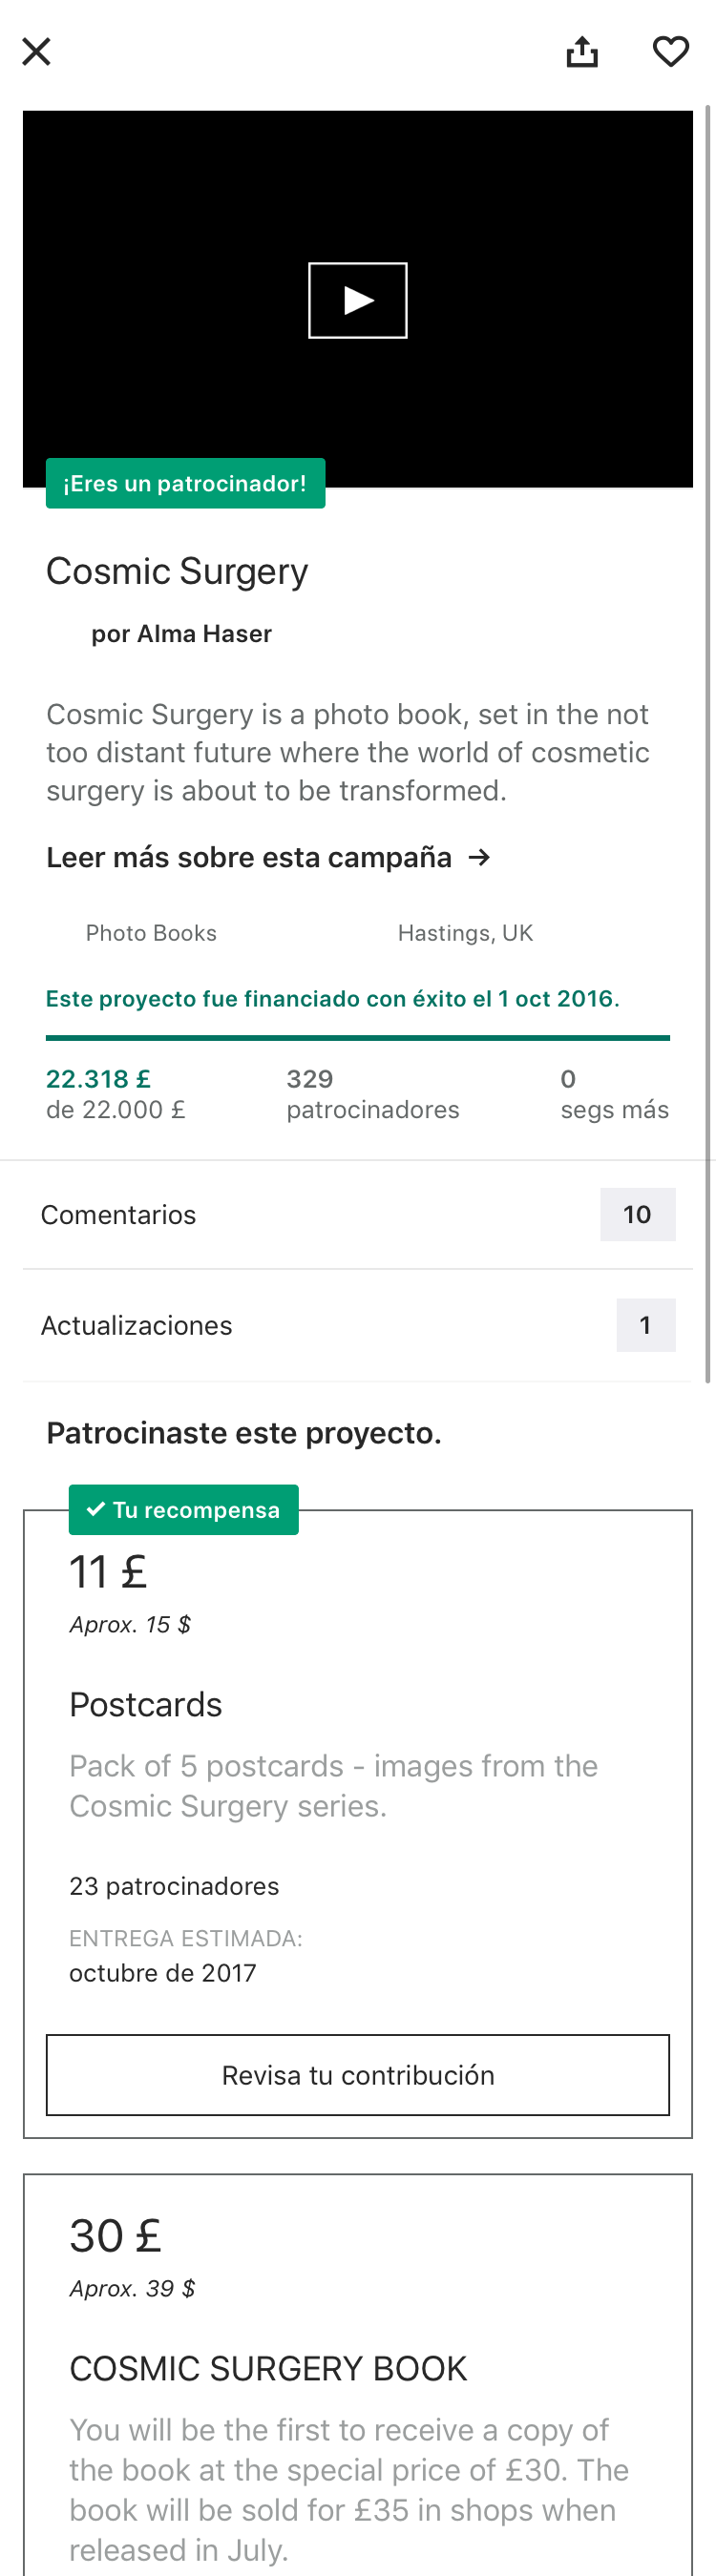 ¡Eres un patrocinador!
Cosmic Surgery
por Alma Haser
Cosmic Surgery is a photo book, set in the not
too distant future where the world of cosmetic
surgery is about to be transformed.
Leer más sobre esta campaña →
Photo Books Hastings, UK
Este proyecto fue financiado con éxito el 1 oct 2016.
22.318 £ 329 0
de 22.000 £ patrocinadores segs más
Comentarios 10
Actualizaciones 1
Patrocinaste este proyecto.
✓ Tu recompensa
11 £
Aprox. 15 $
Postcards
Pack of 5 postcards - images from the
Cosmic Surgery series.
23 patrocinadores
ENTREGA ESTIMADA:
octubre de 2017
Revisa tu contribución
30 £
Aprox. 39 $
COSMIC SURGERY BOOK
You will be the first to receive a copy of
the book at the special price of £30. The
book will be sold for £35 in shops when
released in July.